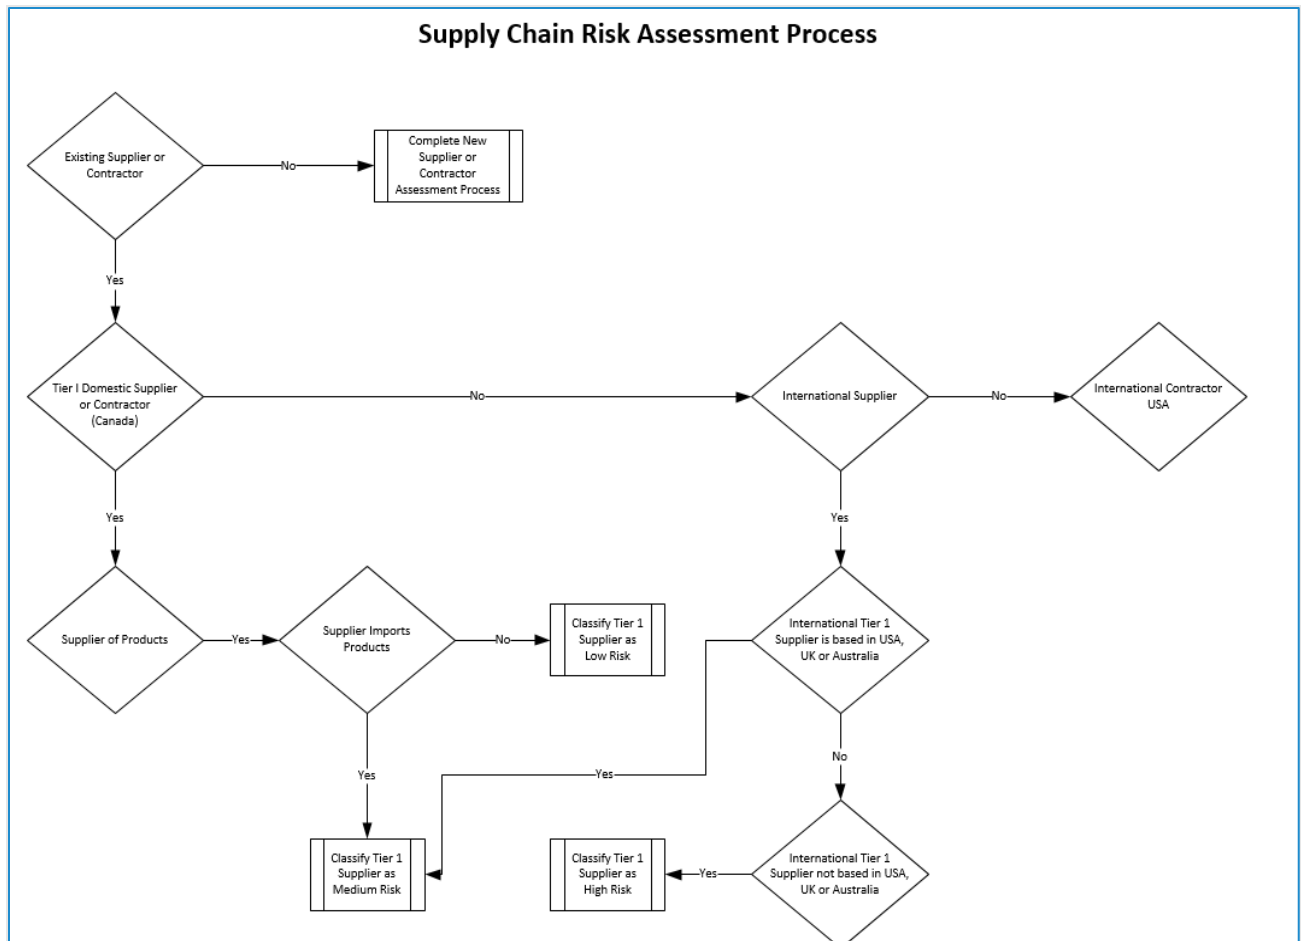 Supply Chain Risk Assessment Process
Existing Supplier or
Contractor
No
Complete New
Supplier or
Contractor
Assessment Process
Yes
Tier I Domestic Supplier
or Contractor
(Canada)
No
International Supplier
No
International Contractor
USA
Yes
Yes
Supplier of Products
Yes
Supplier Imports
Products
No
Classify Tier 1
Supplier as
Low Risk
International Tier 1
Supplier is based in USA,
UK or Australia
Yes
Yes
No
Classify Tier 1
Supplier as
Medium Risk
Classify Tier 1
Supplier as
High Risk
Yes
International Tier 1
Supplier not based in USA,
UK or Australia